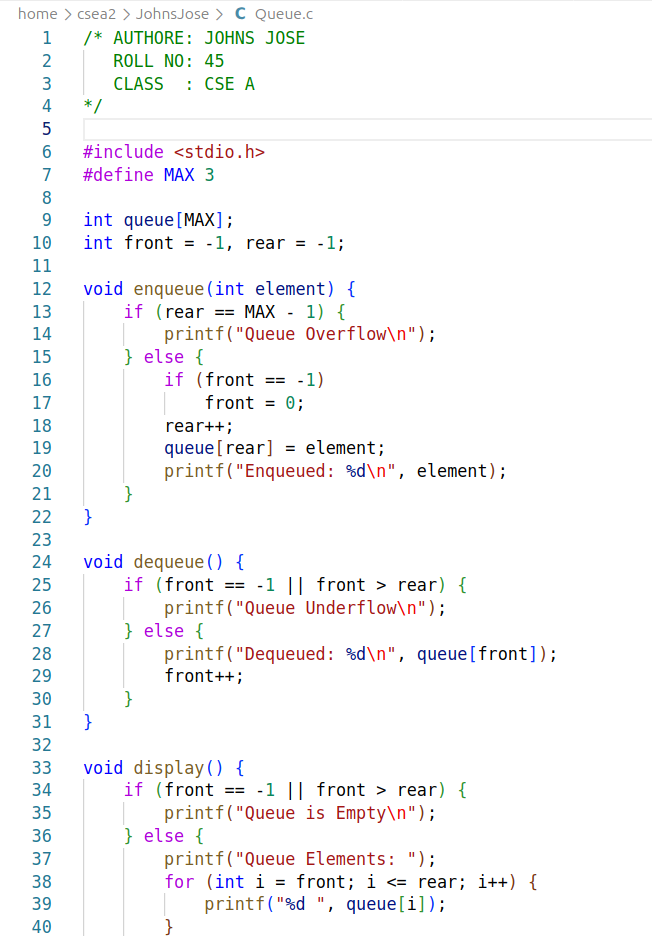 home > csea2 > JohnsJose > C Queue.c
1 /* AUTHORE: JOHNS JOSE
2    ROLL NO: 45
3    CLASS  : CSE A
4 */
5
6 #include <stdio.h>
7 #define MAX 3
8
9 int queue[MAX];
10 int front = -1, rear = -1;
11
12 void enqueue(int element) {
13     if (rear == MAX - 1) {
14         printf("Queue Overflow\n");
15     } else {
16         if (front == -1)
17             front = 0;
18         rear++;
19         queue[rear] = element;
20         printf("Enqueued: %d\n", element);
21     }
22 }
23
24 void dequeue() {
25     if (front == -1 || front > rear) {
26         printf("Queue Underflow\n");
27     } else {
28         printf("Dequeued: %d\n", queue[front]);
29         front++;
30     }
31 }
32
33 void display() {
34     if (front == -1 || front > rear) {
35         printf("Queue is Empty\n");
36     } else {
37         printf("Queue Elements: ");
38         for (int i = front; i <= rear; i++) {
39             printf("%d ", queue[i]);
40         }